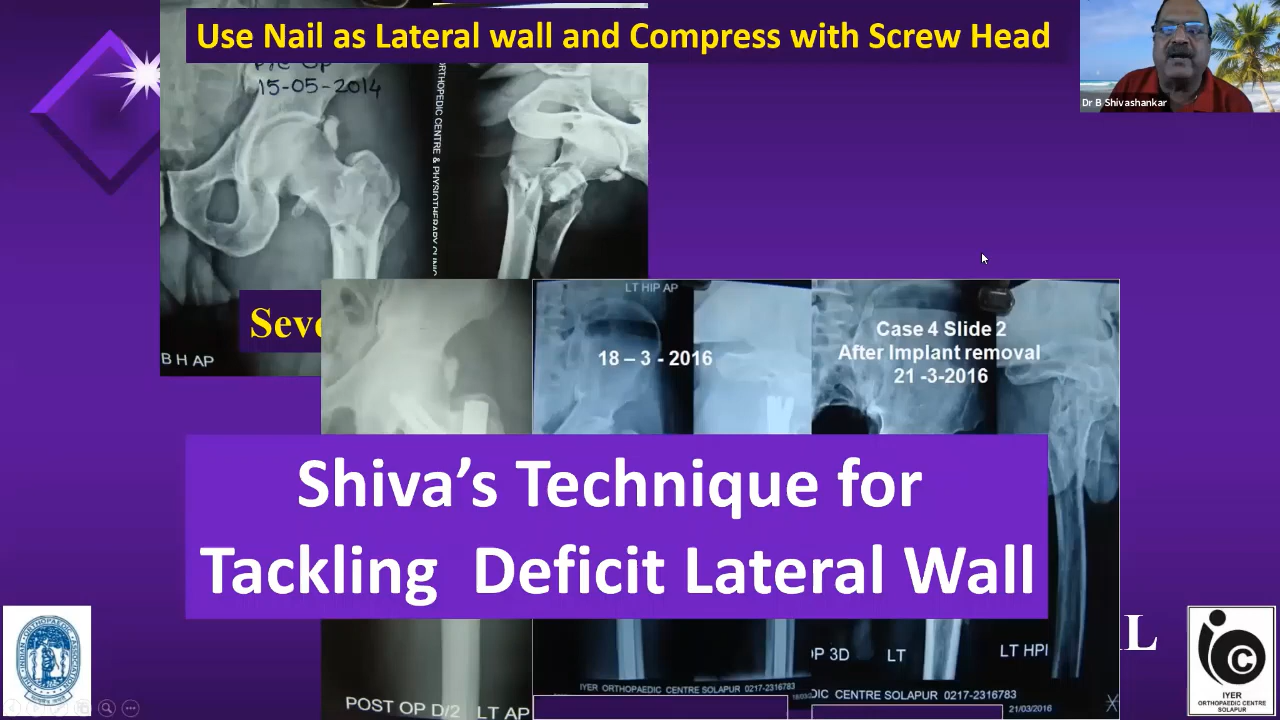 Use Nail as Lateral wall and Compress with Screw Head
Dr B Shivashankar
15-05-2014
ORTHOPEDIC CENTRE & PHYSIOTHERAPY CLINIC
B H AP
Seve
LT HIP AP
18 – 3 - 2016
Case 4 Slide 2
After Implant removal
21 -3-2016
Shiva’s Technique for
Tackling Deficit Lateral Wall
POST OP D/2 LT AP
OP 3D LT
LT HPI
IYER ORTHOPAEDIC CENTRE SOLAPUR 0217-2316783
DIC CENTRE SOLAPUR 0217-2316783
21/03/2016
L
IYER
ORTHOPAEDIC CENTRE
SOLAPUR